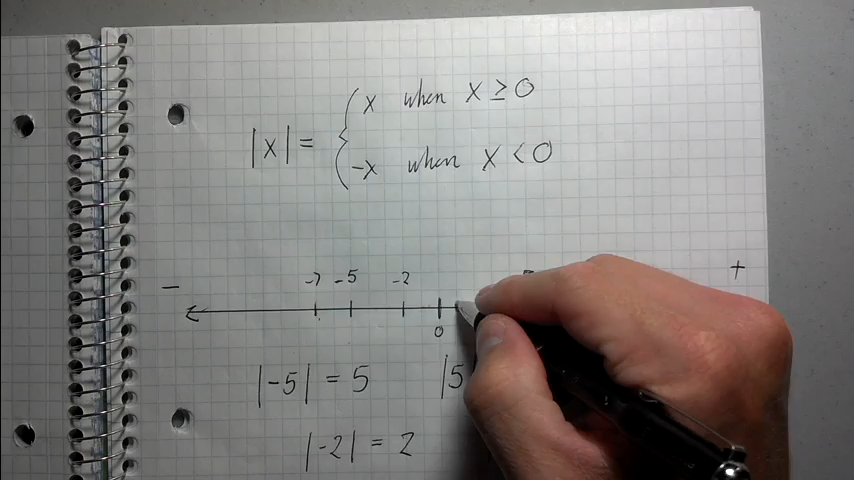 x when x ≥ 0
|x| =
-x when x < 0
- +
-7 -5 -2
0
|-5| = 5 |5
|-2| = 2